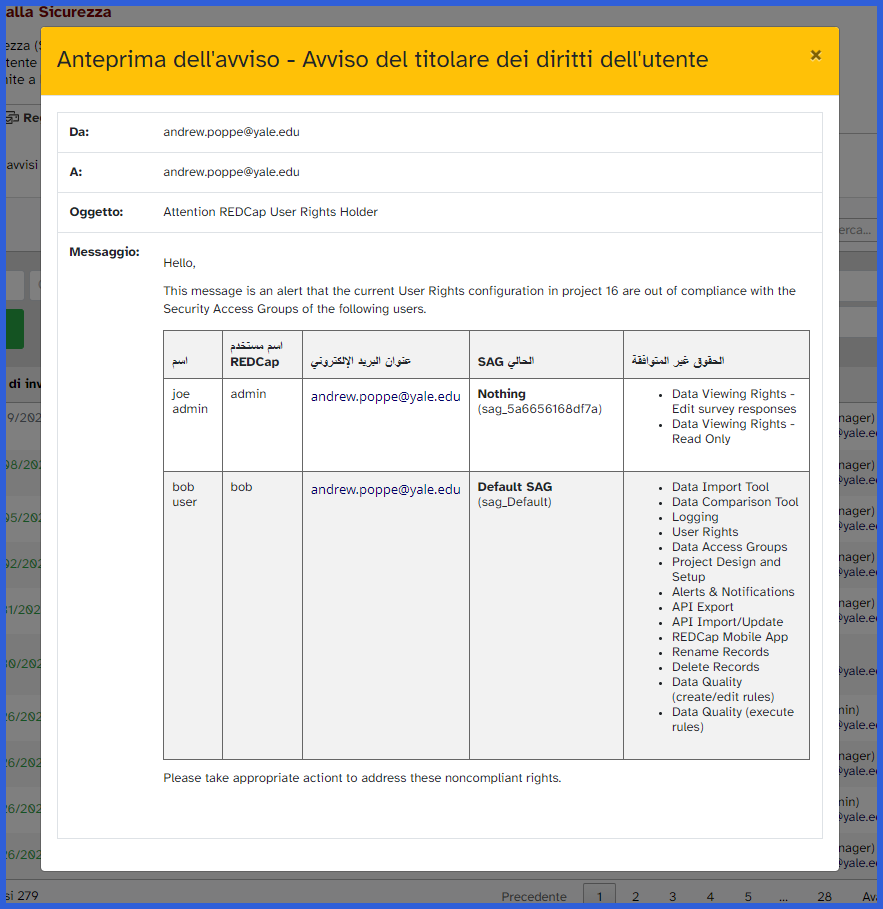 alla Sicurezza
Anteprima dell'avviso - Avviso del titolare dei diritti dell'utente
×
Da: andrew.poppe@yale.edu
A: andrew.poppe@yale.edu
Oggetto: Attention REDCap User Rights Holder
Messaggio:
Hello,
This message is an alert that the current User Rights configuration in project 16 are out of compliance with the
Security Access Groups of the following users.
اسم
اسم مستخدم
REDCap
عنوان البريد الإلكتروني
SAG الحالي
الحقوق غير المتوافقة
joe
admin
admin
andrew.poppe@yale.edu
Nothing
(sag_5a6656168df7a)
Data Viewing Rights -
Edit survey responses
Data Viewing Rights -
Read Only
bob
user
bob
andrew.poppe@yale.edu
Default SAG
(sag_Default)
Data Import Tool
Data Comparison Tool
Logging
User Rights
Data Access Groups
Project Design and
Setup
Alerts & Notifications
API Export
API Import/Update
REDCap Mobile App
Rename Records
Delete Records
Data Quality
(create/edit rules)
Data Quality (execute
rules)
Please take appropriate actiont to address these noncompliant rights.
avvisi
di
279
Precedente 1 2 3 4 5 ... 28